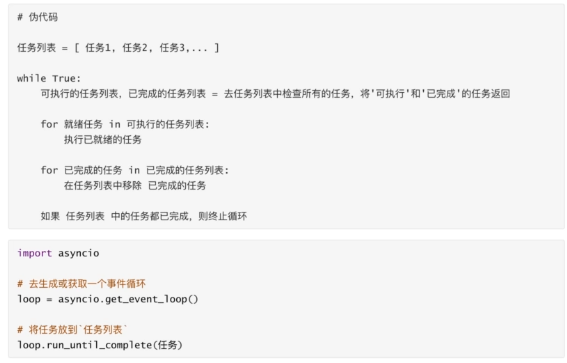 # 伪代码
任务列表 = [ 任务1, 任务2, 任务3,... ]
while True:
    可执行的任务列表, 已完成的任务列表 = 去任务列表中检查所有的任务, 将'可执行'和'已完成'的任务返回
    for 就绪任务 in 可执行的任务列表:
        执行已就绪的任务
    for 已完成的任务 in 已完成的任务列表:
        在任务列表中移除 已完成的任务
    如果 任务列表 中的任务都已完成, 则终止循环
import asyncio
# 去生成或获取一个事件循环
loop = asyncio.get_event_loop()
# 将任务放到`任务列表`
loop.run_until_complete(任务)